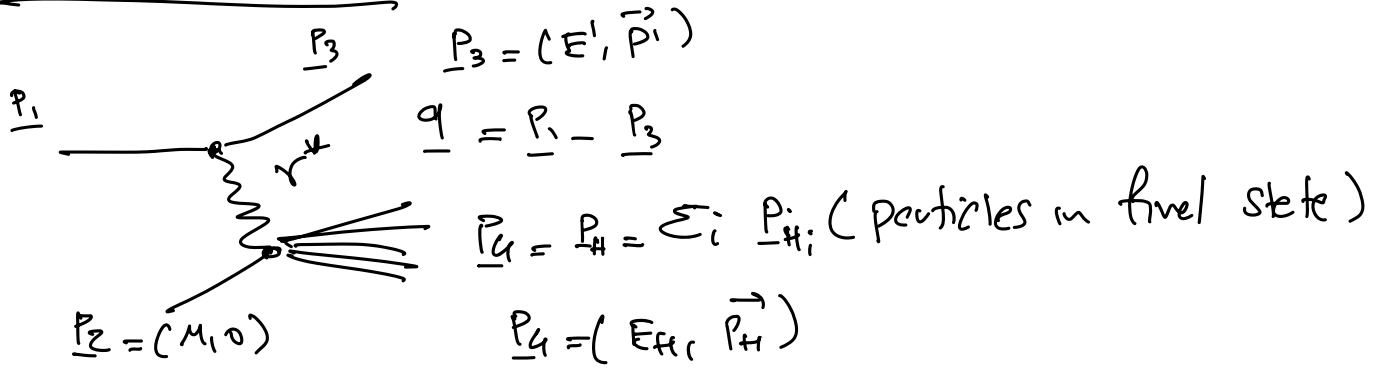 P3 P3 = (E', p⃗')
P1 q = P1 - P3
γ*
P4 = PH = Σi PHi (particles in final state)
P2 = (M, 0) P4 = (EH, P⃗H)